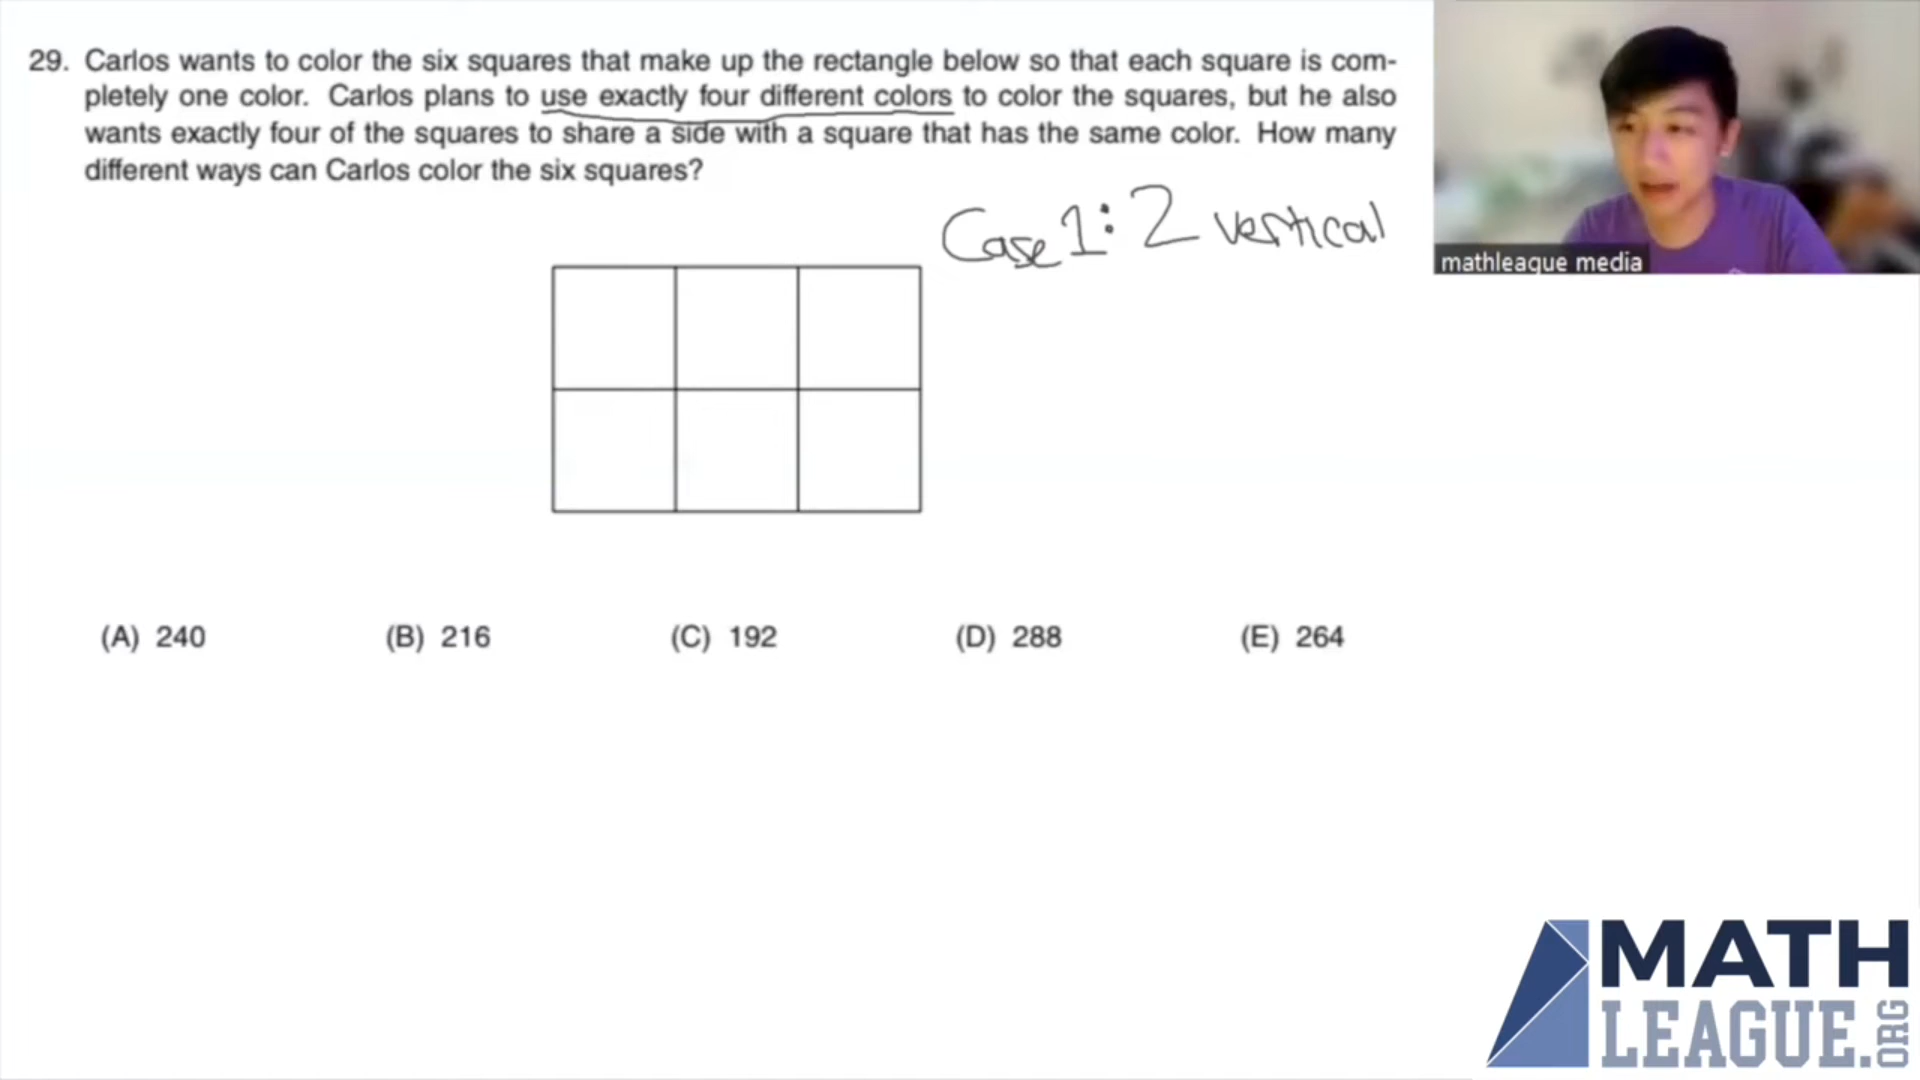 29. Carlos wants to color the six squares that make up the rectangle below so that each square is com-
pletely one color. Carlos plans to use exactly four different colors to color the squares, but he also
wants exactly four of the squares to share a side with a square that has the same color. How many
different ways can Carlos color the six squares?
Case 1: 2 vertical
mathleague media
(A) 240 (B) 216 (C) 192 (D) 288 (E) 264
MATH
LEAGUE.ORG